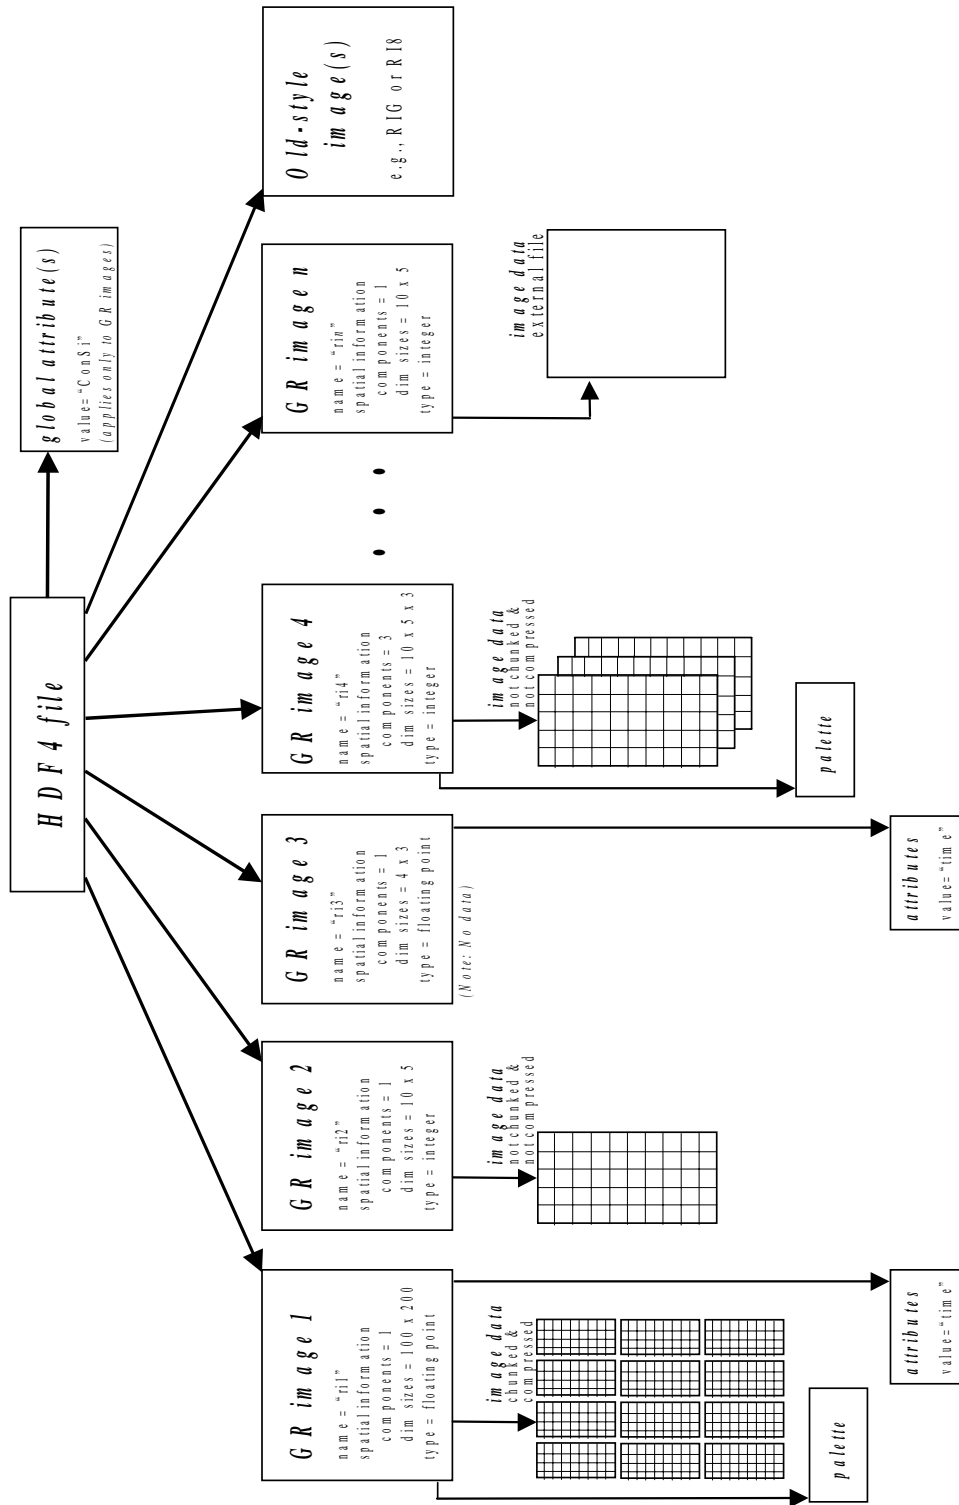 HDF4 file
global attribute(s)
value="ConSi"
(applies only to GR images)
GR image 1
name = "ri1"
spatial information
components = 1
dim sizes = 100 x 200
type = floating point
image data
chunked &
compressed
palette
attributes
value="time"
GR image 2
name = "ri2"
spatial information
components = 1
dim sizes = 10 x 5
type = integer
image data
not chunked &
not compressed
GR image 3
name = "ri3"
spatial information
components = 1
dim sizes = 4 x 3
type = floating point
(Note: No data)
attributes
value="time"
GR image 4
name = "ri4"
spatial information
components = 3
dim sizes = 10 x 5 x 3
type = integer
image data
not chunked &
not compressed
palette
• • •
GR image n
name = "rin"
spatial information
components = 1
dim sizes = 10 x 5
type = integer
image data
external file
Old-style
image(s)
e.g., RIG or RI8